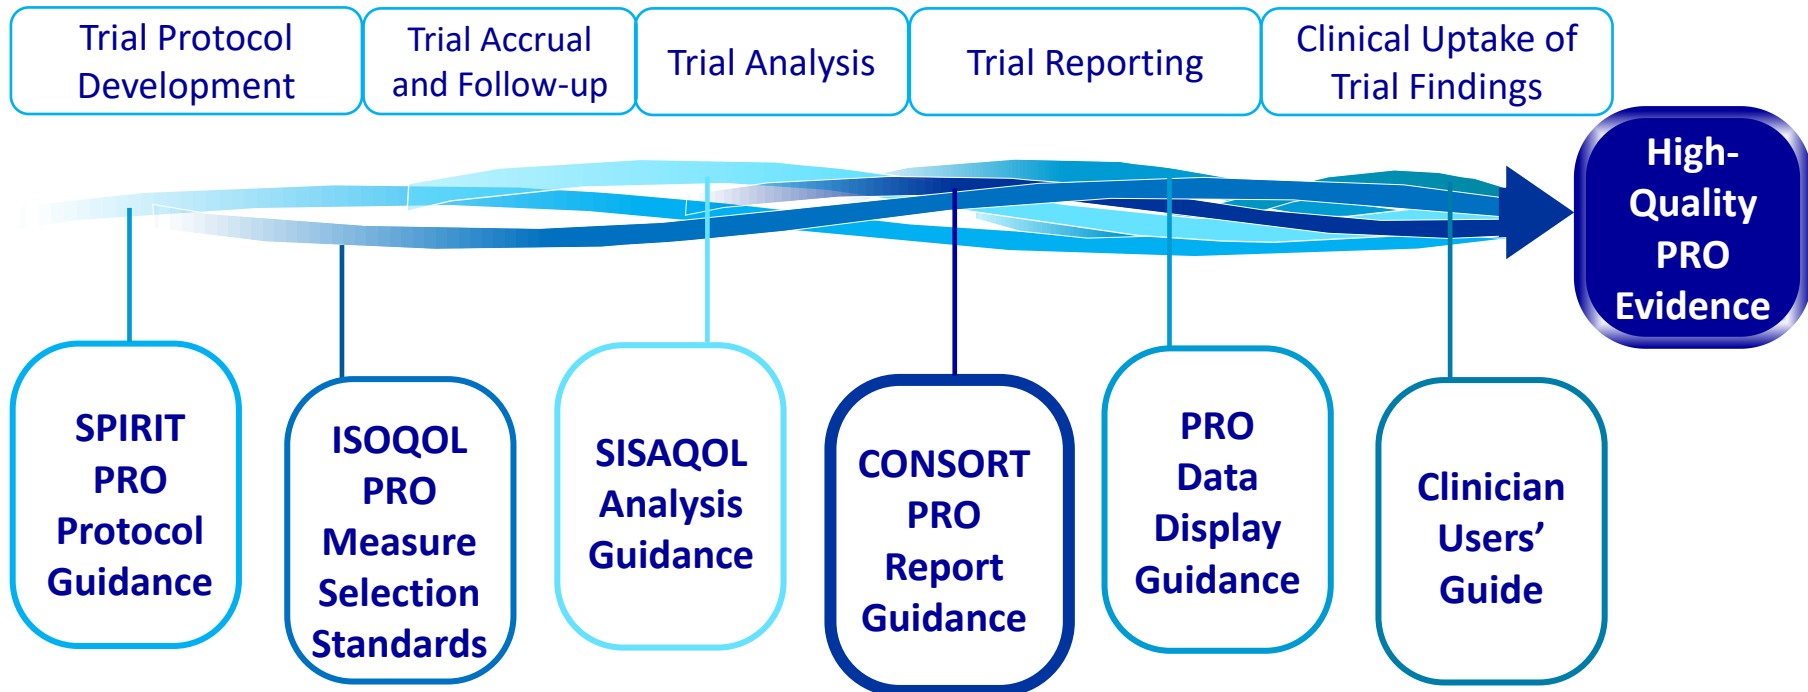 Trial Protocol
Development
Trial Accrual
and Follow-up
Trial Analysis
Trial Reporting
Clinical Uptake of
Trial Findings
High-
Quality
PRO
Evidence
SPIRIT
PRO
Protocol
Guidance
ISOQOL
PRO
Measure
Selection
Standards
SISAQOL
Analysis
Guidance
CONSORT
PRO
Report
Guidance
PRO
Data
Display
Guidance
Clinician
Users’
Guide